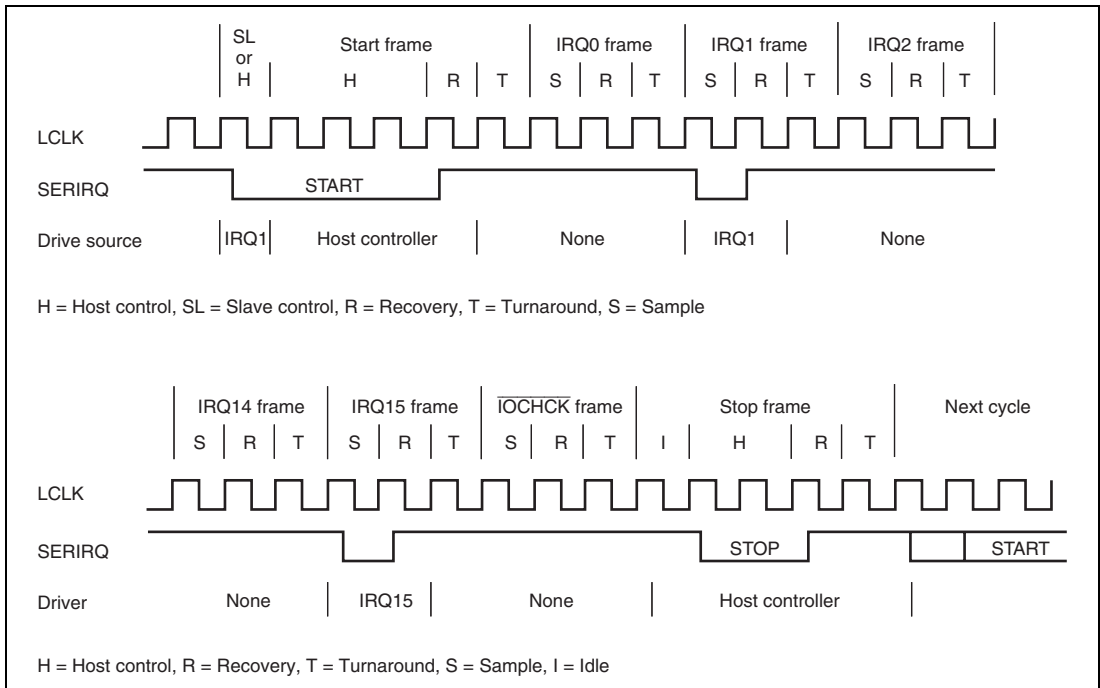 SL or H
Start frame
IRQ0 frame
IRQ1 frame
IRQ2 frame
H R T S R T S R T S R T
LCLK
SERIRQ
START
Drive source
IRQ1
Host controller
None
IRQ1
None
H = Host control, SL = Slave control, R = Recovery, T = Turnaround, S = Sample
IRQ14 frame
IRQ15 frame
IOCHCK frame
Stop frame
Next cycle
S R T S R T S R T I H R T
LCLK
SERIRQ
STOP
START
Driver
None
IRQ15
None
Host controller
H = Host control, R = Recovery, T = Turnaround, S = Sample, I = Idle